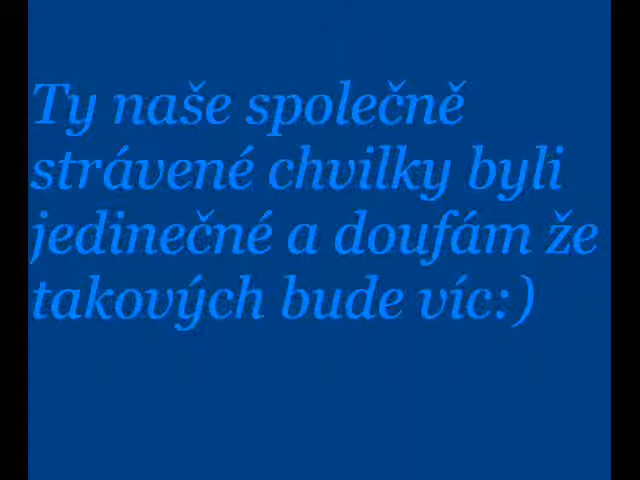 Ty naše společně
strávené chvilky byli
jedinečné a doufám že
takových bude víc:)